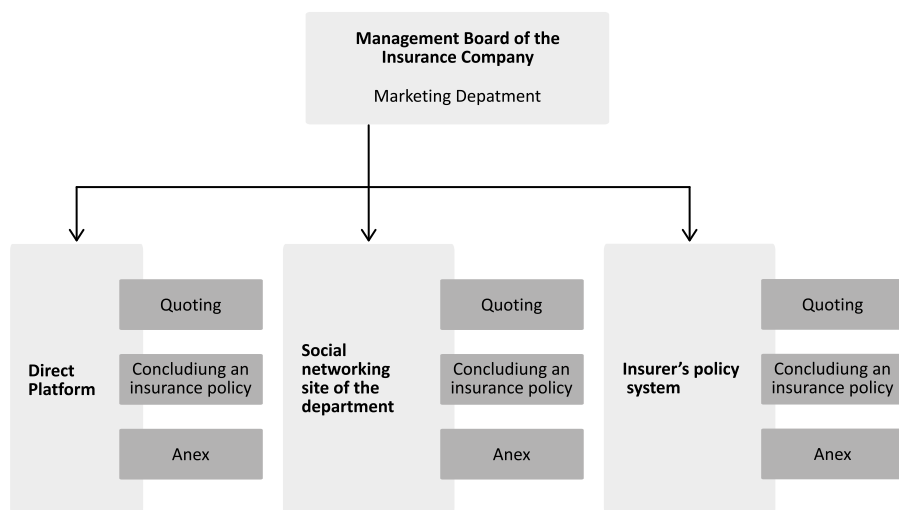 Management Board of the
Insurance Company
Marketing Depatment
Direct
Platform
Quoting
Concludiung an
insurance policy
Anex
Social
networking
site of the
department
Quoting
Concludiung an
insurance policy
Anex
Insurer’s policy
system
Quoting
Concludiung an
insurance policy
Anex